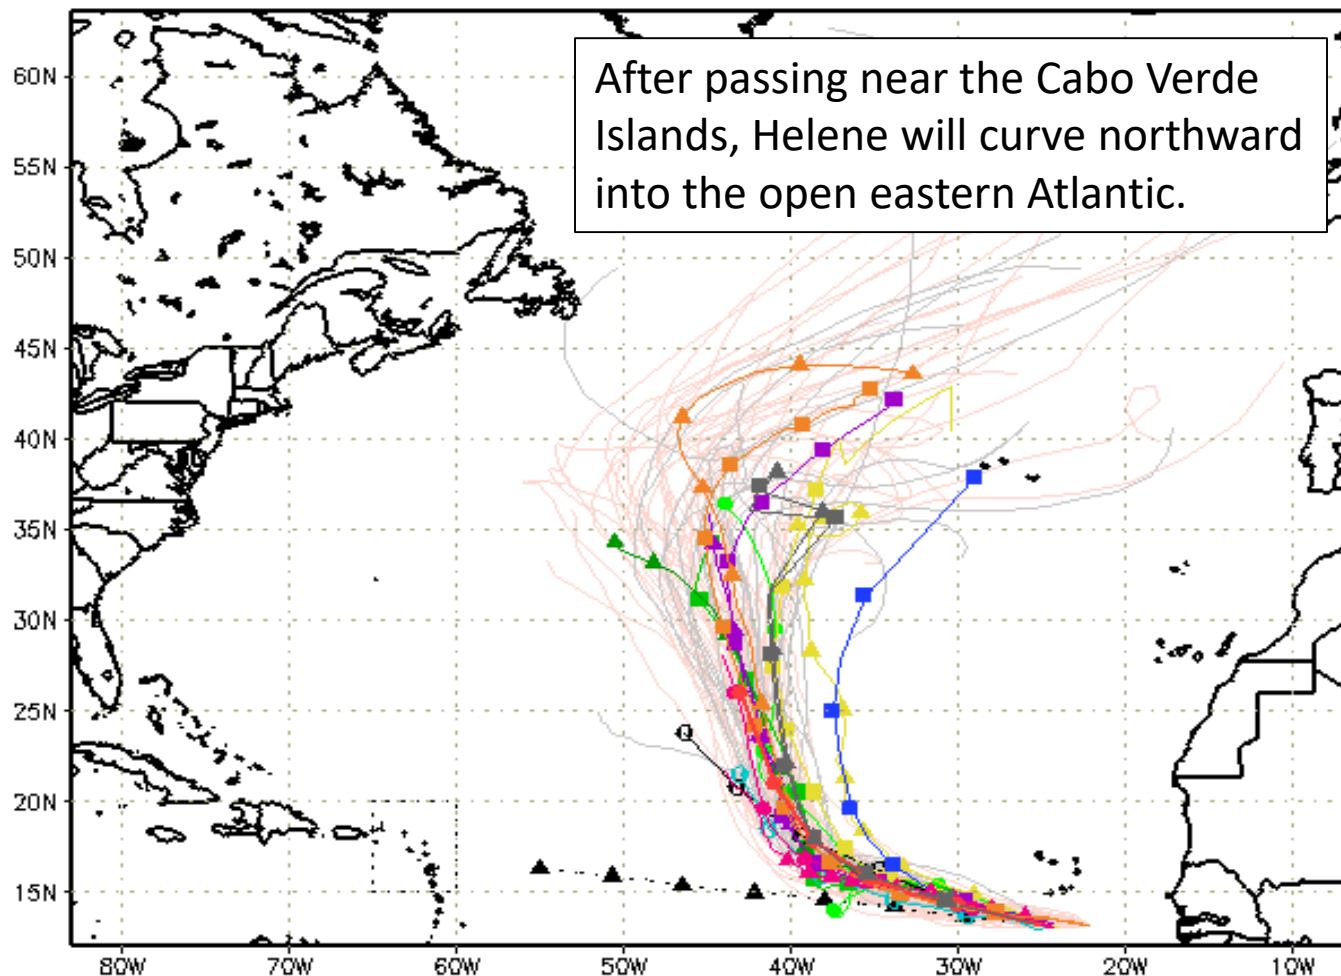 After passing near the Cabo Verde
Islands, Helene will curve northward
into the open eastern Atlantic.
60N
55N
50N
45N
40N
35N
30N
25N
20N
15N
80W 70W 60W 50W 40W 30W 20W 10W